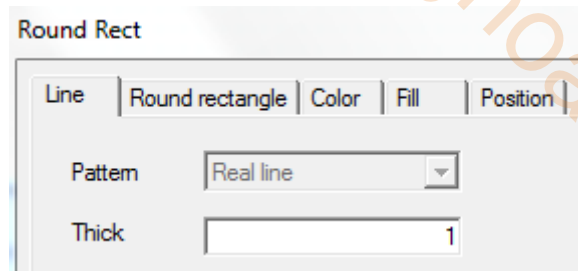 Round Rect
Line Round rectangle Color Fill Position
Pattern Real line
Thick 1